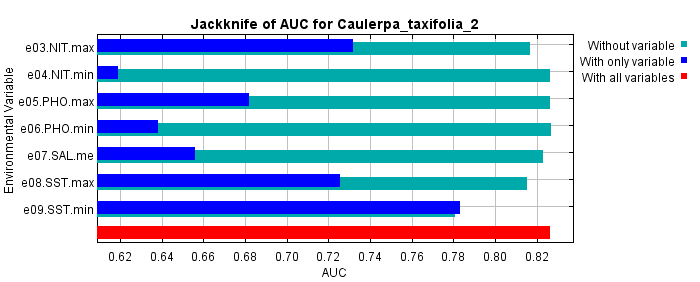 Jackknife of AUC for Caulerpa_taxifolia_2
Environmental Variable
e03.NIT.max
e04.NIT.min
e05.PHO.max
e06.PHO.min
e07.SAL.me
e08.SST.max
e09.SST.min
0.62 0.64 0.66 0.68 0.70 0.72 0.74 0.76 0.78 0.80 0.82
AUC
Without variable
With only variable
With all variables